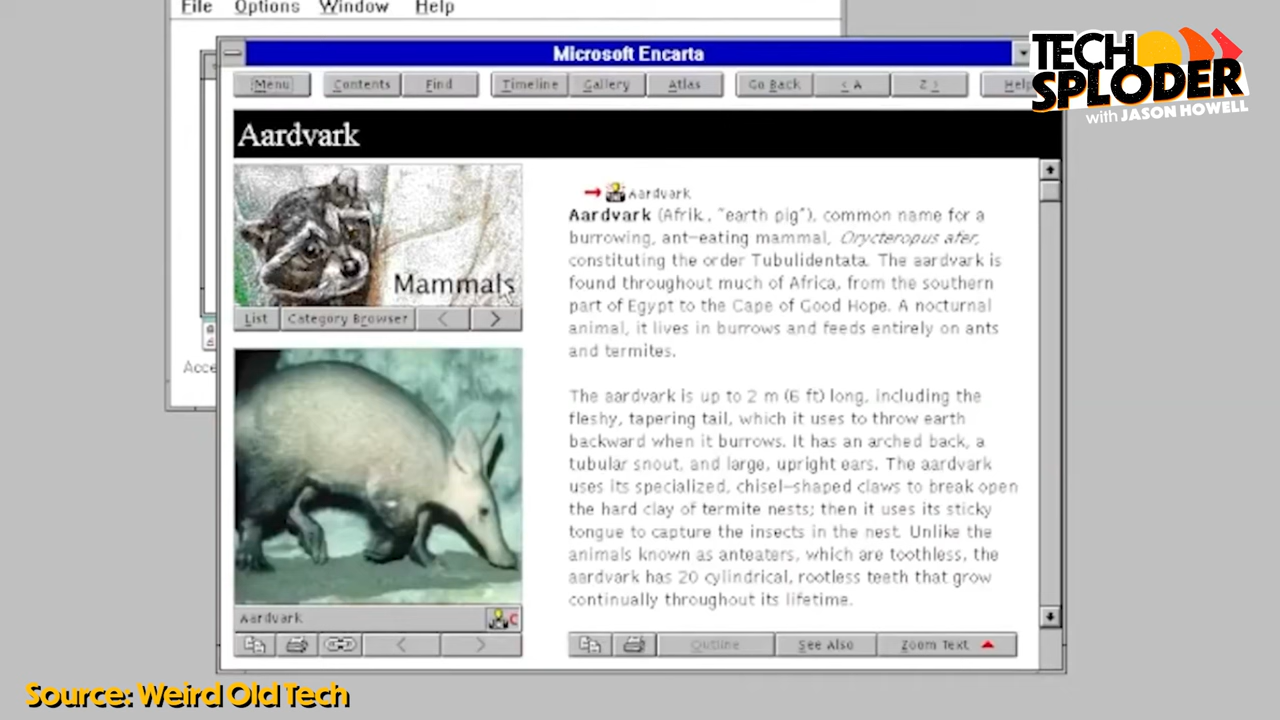 File Options Window Help
TECH
SPLODER
with JASON HOWELL
Microsoft Encarta
Menu Contents Find Timeline Gallery Atlas Go Back < A Z > Help
Aardvark
Mammals
List Category Browser < >
Aardvark
Aardvark (Afrik., "earth pig"), common name for a
burrowing, ant-eating mammal, Orycteropus afer,
constituting the order Tubulidentata. The aardvark is
found throughout much of Africa, from the southern
part of Egypt to the Cape of Good Hope. A nocturnal
animal, it lives in burrows and feeds entirely on ants
and termites.
The aardvark is up to 2 m (6 ft) long, including the
fleshy, tapering tail, which it uses to throw earth
backward when it burrows. It has an arched back, a
tubular snout, and large, upright ears. The aardvark
uses its specialized, chisel-shaped claws to break open
the hard clay of termite nests; then it uses its sticky
tongue to capture the insects in the nest. Unlike the
animals known as anteaters, which are toothless, the
aardvark has 20 cylindrical, rootless teeth that grow
continually throughout its lifetime.
Acce
Aardvark C
< >
Outline See Also Zoom Text
Source: Weird Old Tech